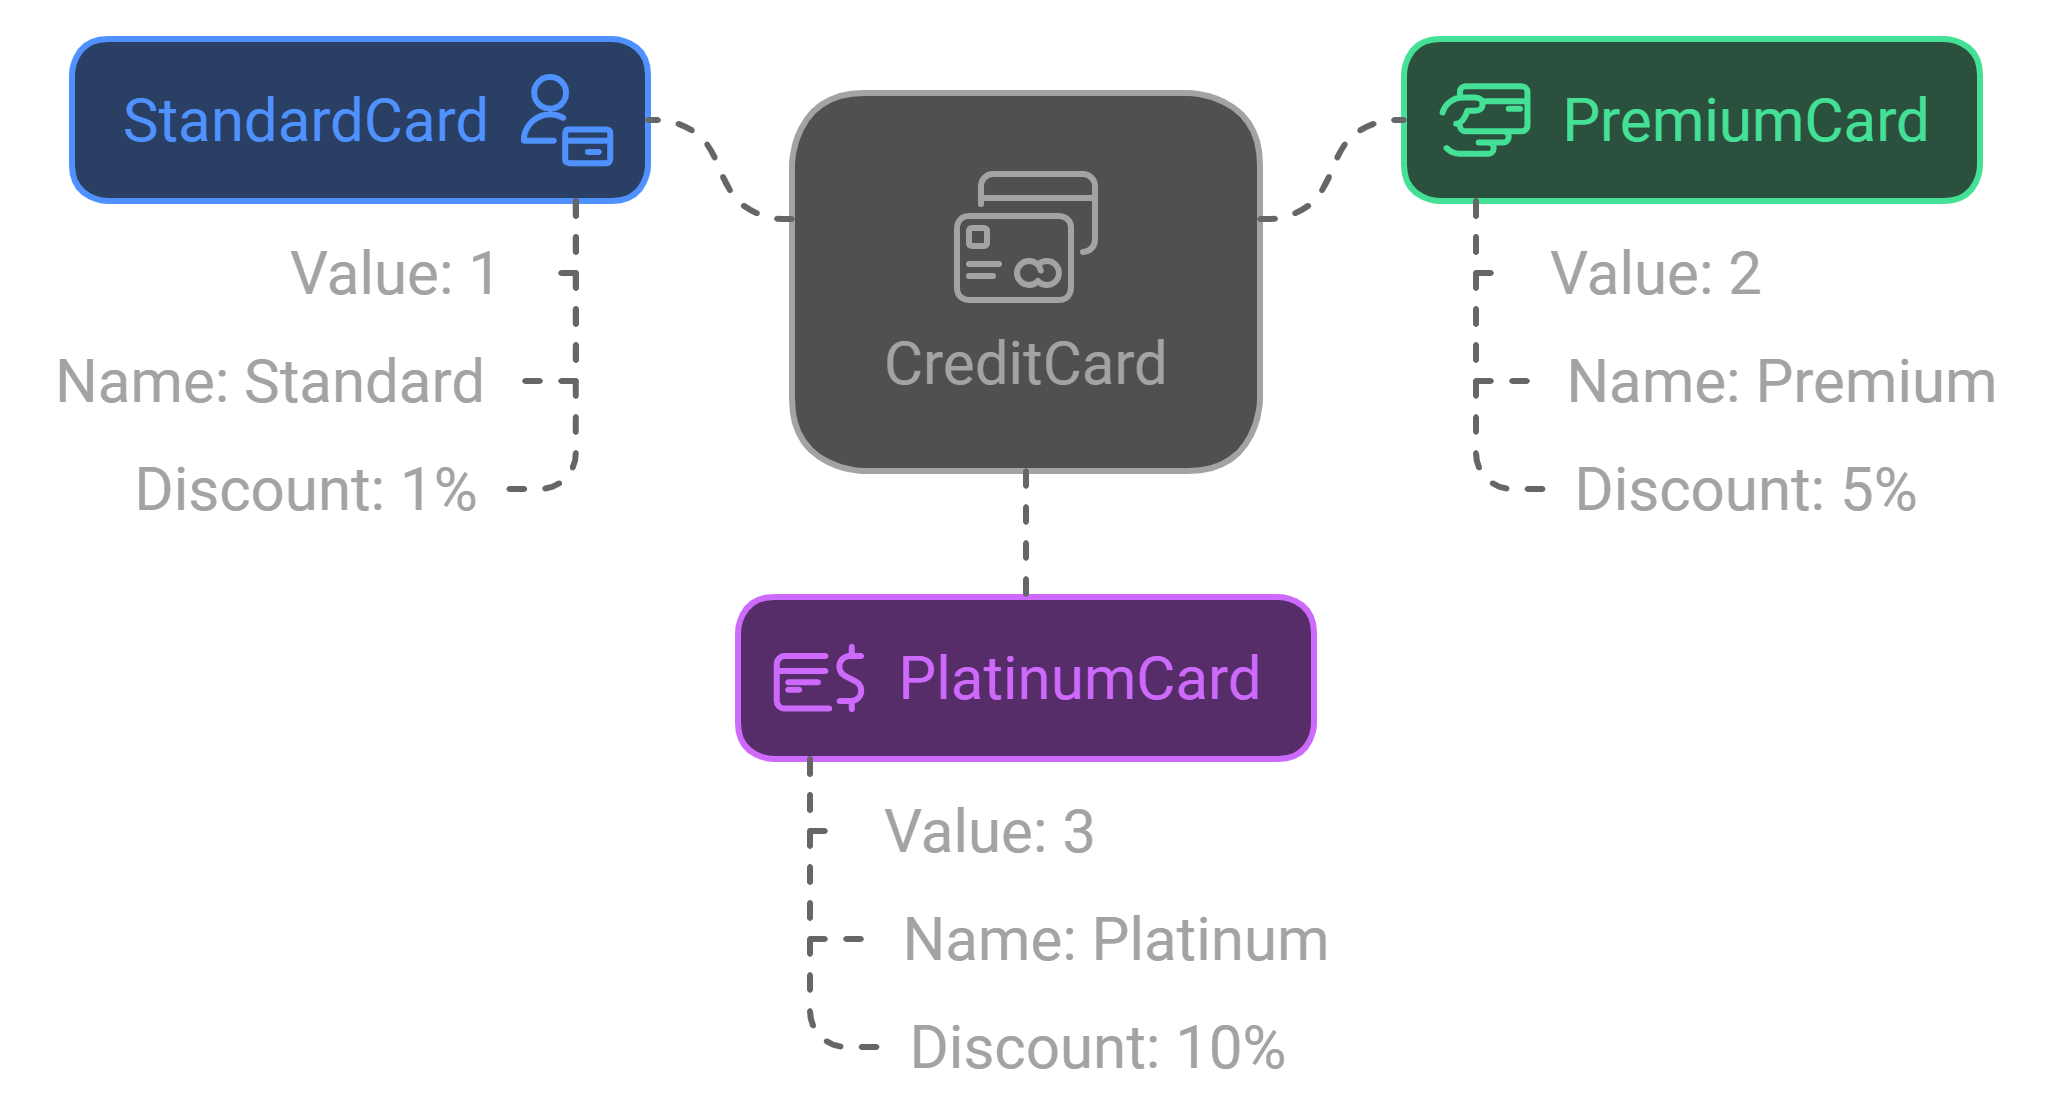 StandardCard
Value: 1
Name: Standard
Discount: 1%
CreditCard
PremiumCard
Value: 2
Name: Premium
Discount: 5%
PlatinumCard
Value: 3
Name: Platinum
Discount: 10%